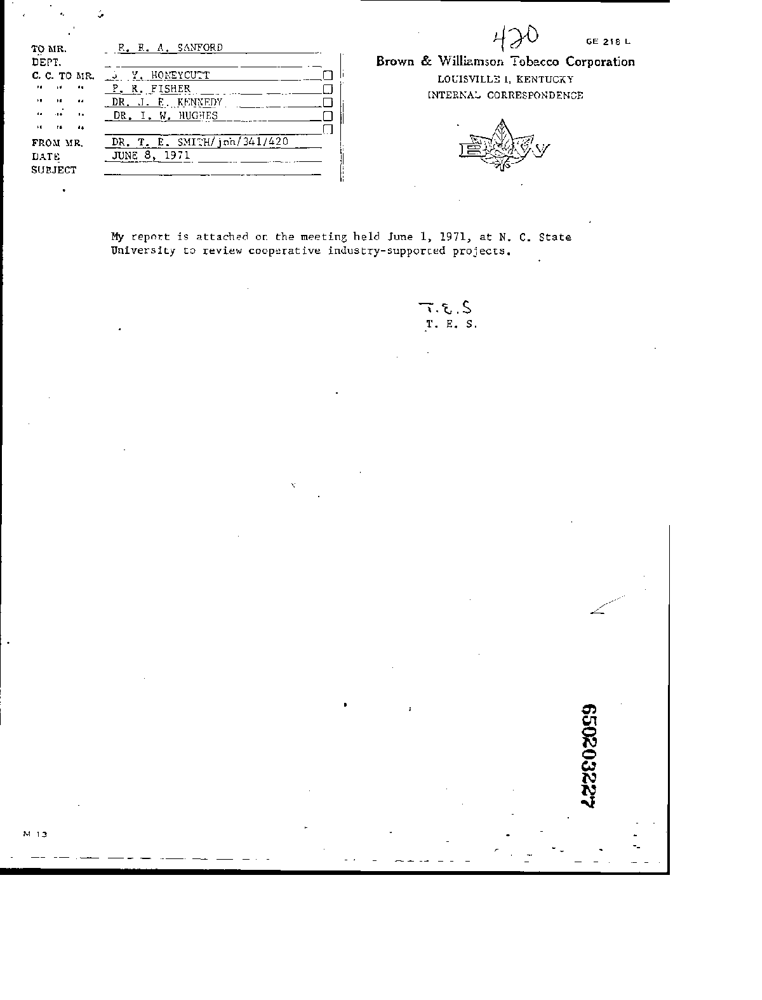 420
GE 218 L
TO MR. R. H. A. SANFORD
DEPT.
C. C. TO MR. J. Y. HONEYCUTT
" " " P. R. FISHER
" " " DR. J. E. KENNEDY
" " " DR. I. W. HUGHES
" " "
FROM MR. DR. T. E. SMITH/jnh/341/420
DATE JUNE 8, 1971
SUBJECT
Brown & Williamson Tobacco Corporation
LOUISVILLE 1, KENTUCKY
INTERNAL CORRESPONDENCE
B & W
My report is attached on the meeting held June 1, 1971, at N. C. State
University to review cooperative industry-supported projects.
T.E.S
T. E. S.
650203227
M 13